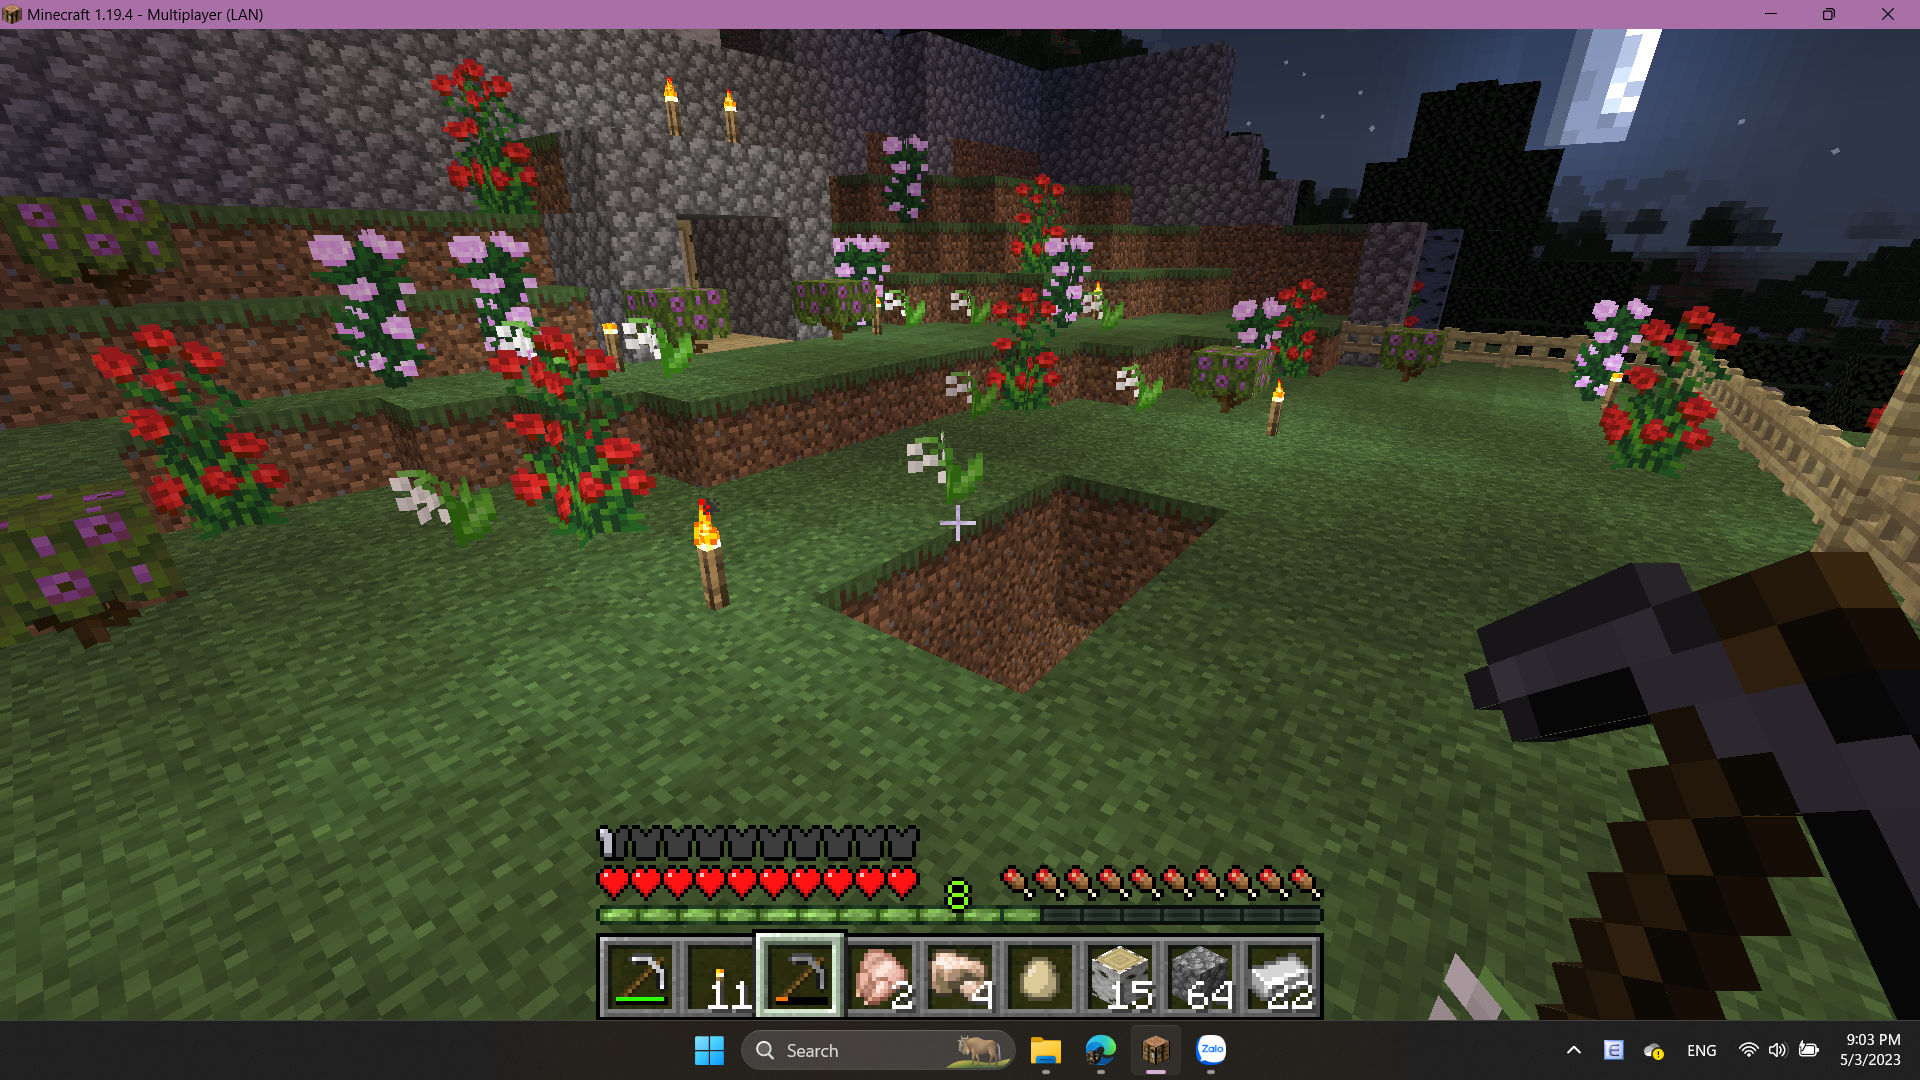 Minecraft 1.19.4 - Multiplayer (LAN)
8
11
2
4
15
64
22
Search
Zalo
ENG
9:03 PM
5/3/2023